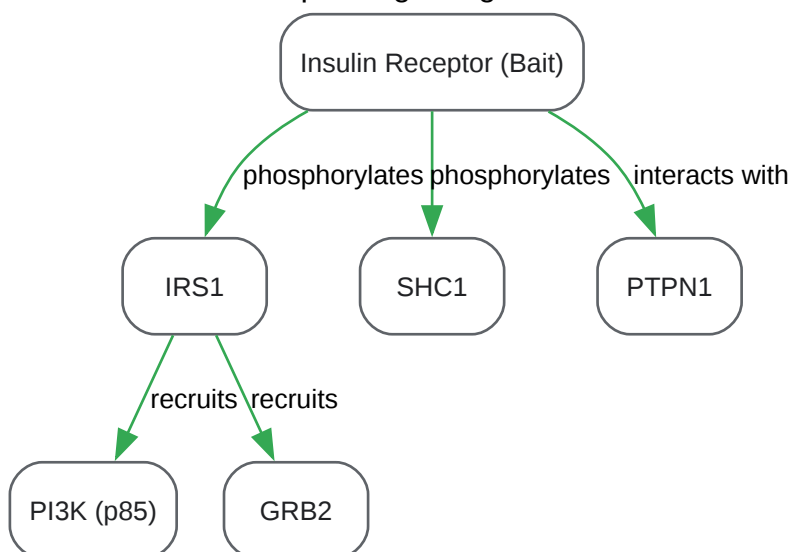 Insulin Receptor (Bait)
phosphorylates phosphorylates interacts with
IRS1 SHC1 PTPN1
recruits recruits
PI3K (p85) GRB2